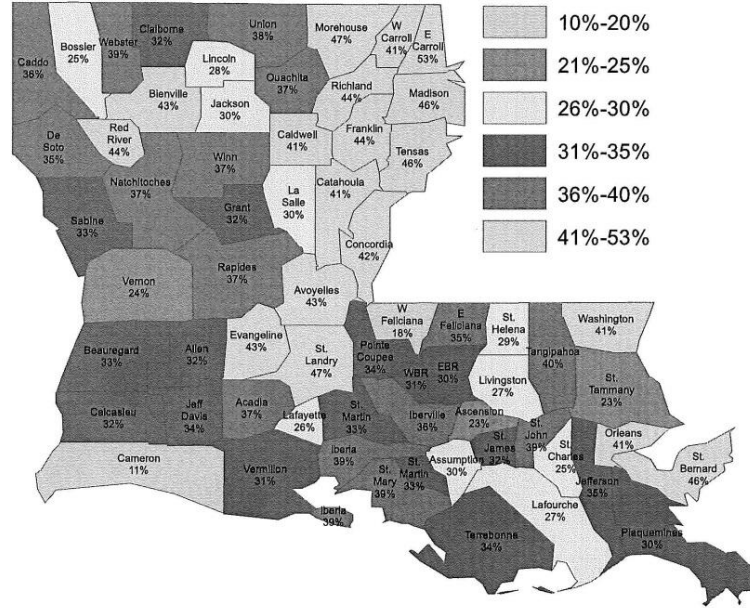 10%-20%
21%-25%
26%-30%
31%-35%
36%-40%
41%-53%
Caddo
36%
Bossier
25%
Webster
39%
Claiborne
32%
Union
38%
Morehouse
47%
W
Carroll
41%
E
Carroll
53%
Lincoln
28%
Ouachita
37%
Richland
44%
Madison
46%
Bienville
43%
Jackson
30%
Red
River
44%
De
Soto
35%
Caldwell
41%
Franklin
44%
Tensas
46%
Winn
37%
Natchitoches
37%
La
Salle
30%
Catahoula
41%
Grant
32%
Sabine
33%
Concordia
42%
Vernon
24%
Rapides
37%
Avoyelles
43%
W
Feliciana
18%
E
Feliciana
35%
St.
Helena
29%
Washington
41%
Evangeline
43%
Beauregard
33%
Allen
32%
St.
Landry
47%
Pointe
Coupee
34%
WBR
31%
EBR
30%
Tangipahoa
40%
Livingston
27%
St.
Tammany
23%
Calcasieu
32%
Jeff
Davis
34%
Acadia
37%
Lafayette
26%
St.
Martin
33%
Iberville
36%
Ascension
23%
St.
James
32%
St.
John
39%
St.
Charles
25%
Orleans
41%
St.
Bernard
46%
Cameron
11%
Vermilion
31%
Iberia
39%
St.
Mary
39%
St.
Martin
33%
Assumption
30%
Jefferson
35%
Lafourche
27%
Iberia
39%
Terrebonne
34%
Plaquemines
30%